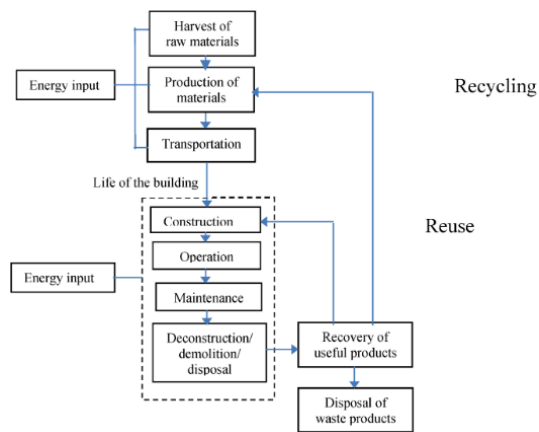 Harvest of
raw materials
Energy input
Production of
materials
Recycling
Transportation
Life of the building
Construction
Reuse
Operation
Energy input
Maintenance
Deconstruction/
demolition/
disposal
Recovery of
useful products
Disposal of
waste products